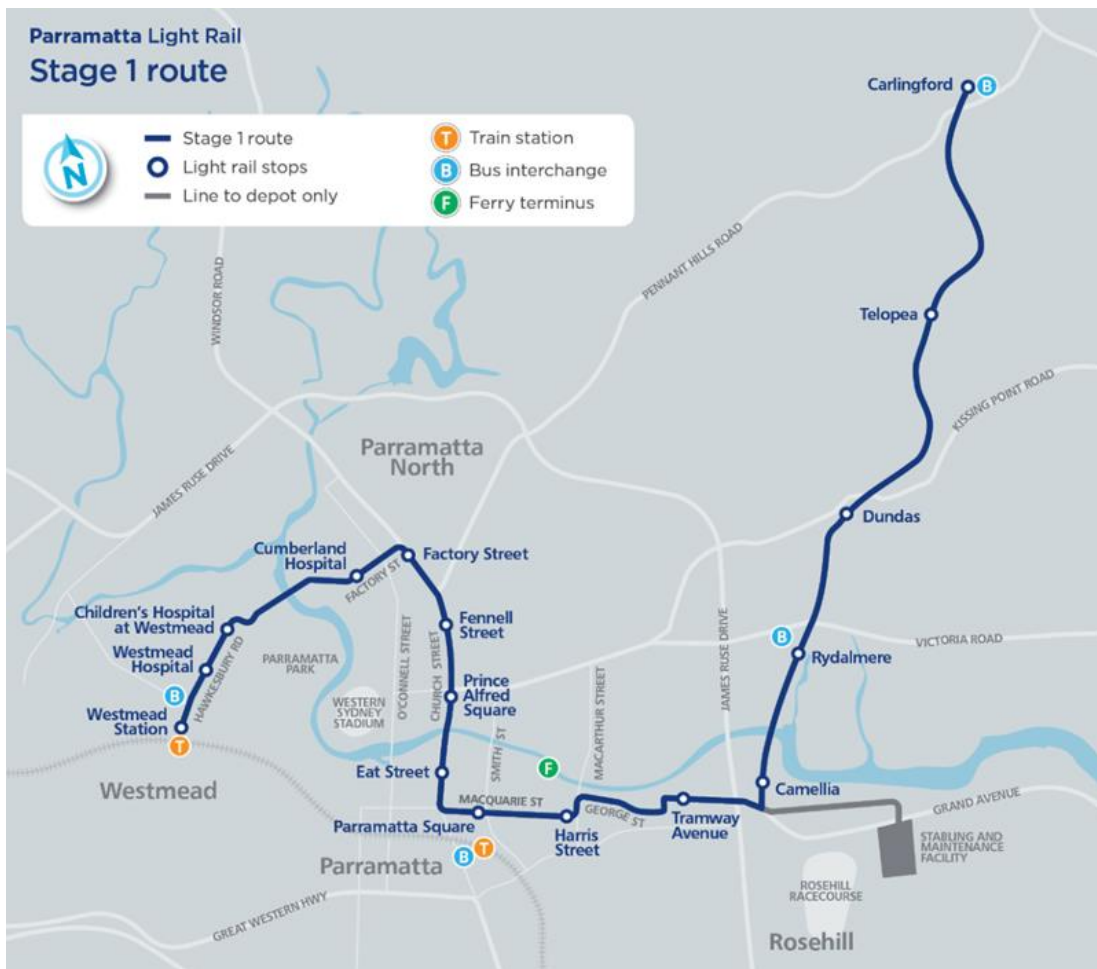 Parramatta Light Rail
Stage 1 route
N
Stage 1 route
Light rail stops
Line to depot only
T Train station
B Bus interchange
F Ferry terminus
Carlingford
B
PENNANT HILLS ROAD
WINDSOR ROAD
Telopea
KISSING POINT ROAD
JAMES RUSE DRIVE
Parramatta
North
Dundas
Cumberland
Hospital
FACTORY ST
Factory Street
Children's Hospital
at Westmead
Westmead
Hospital
HAWKESBURY RD
B
Westmead
Station
T
Westmead
PARRAMATTA
PARK
WESTERN
SYDNEY
STADIUM
O'CONNELL STREET
CHURCH STREET
Fennell
Street
Prince
Alfred
Square
SMITH ST
MACARTHUR STREET
JAMES RUSE DRIVE
VICTORIA ROAD
B
Rydalmere
F
Eat Street
MACQUARIE ST
Parramatta Square
B
T
Parramatta
GEORGE ST
Harris
Street
Tramway
Avenue
Camellia
GRAND AVENUE
STABLING AND
MAINTENANCE
FACILITY
ROSEHILL
RACECOURSE
Rosehill
GREAT WESTERN HWY